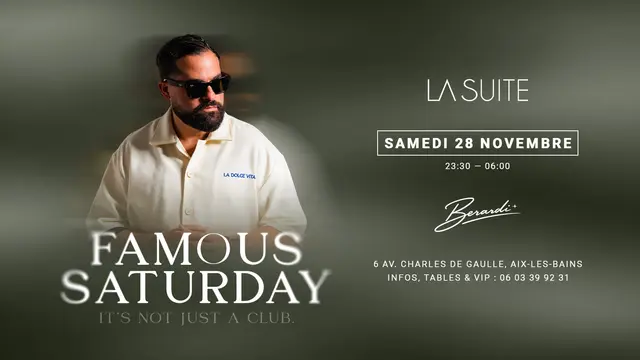 LA DOLCE VITA
FAMOUS
SATURDAY
IT'S NOT JUST A CLUB.
LA SUITE
SAMEDI 28 NOVEMBRE
23:30 — 06:00
Berardi
6 AV. CHARLES DE GAULLE, AIX-LES-BAINS
INFOS, TABLES & VIP : 06 03 39 92 31